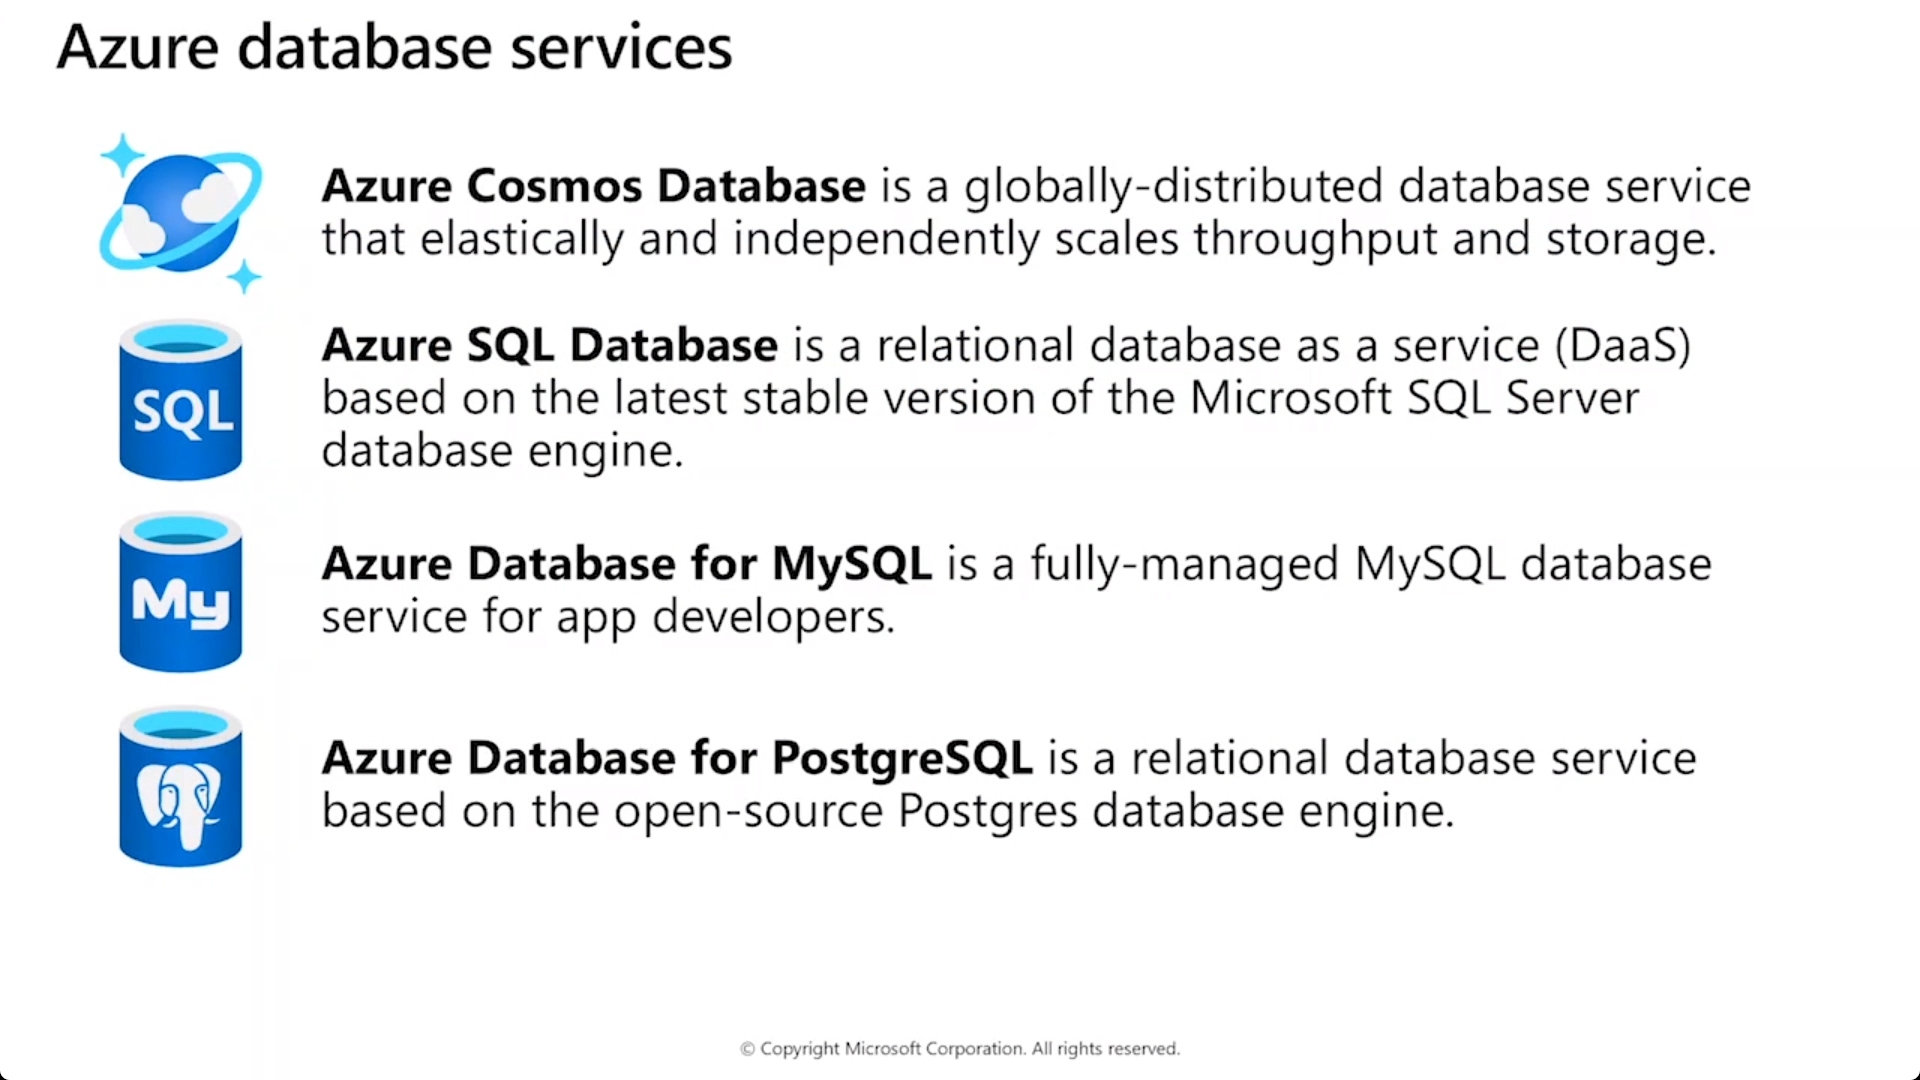 Azure database services
Azure Cosmos Database is a globally-distributed database service
that elastically and independently scales throughput and storage.
SQL
Azure SQL Database is a relational database as a service (DaaS)
based on the latest stable version of the Microsoft SQL Server
database engine.
My
Azure Database for MySQL is a fully-managed MySQL database
service for app developers.
Azure Database for PostgreSQL is a relational database service
based on the open-source Postgres database engine.
© Copyright Microsoft Corporation. All rights reserved.